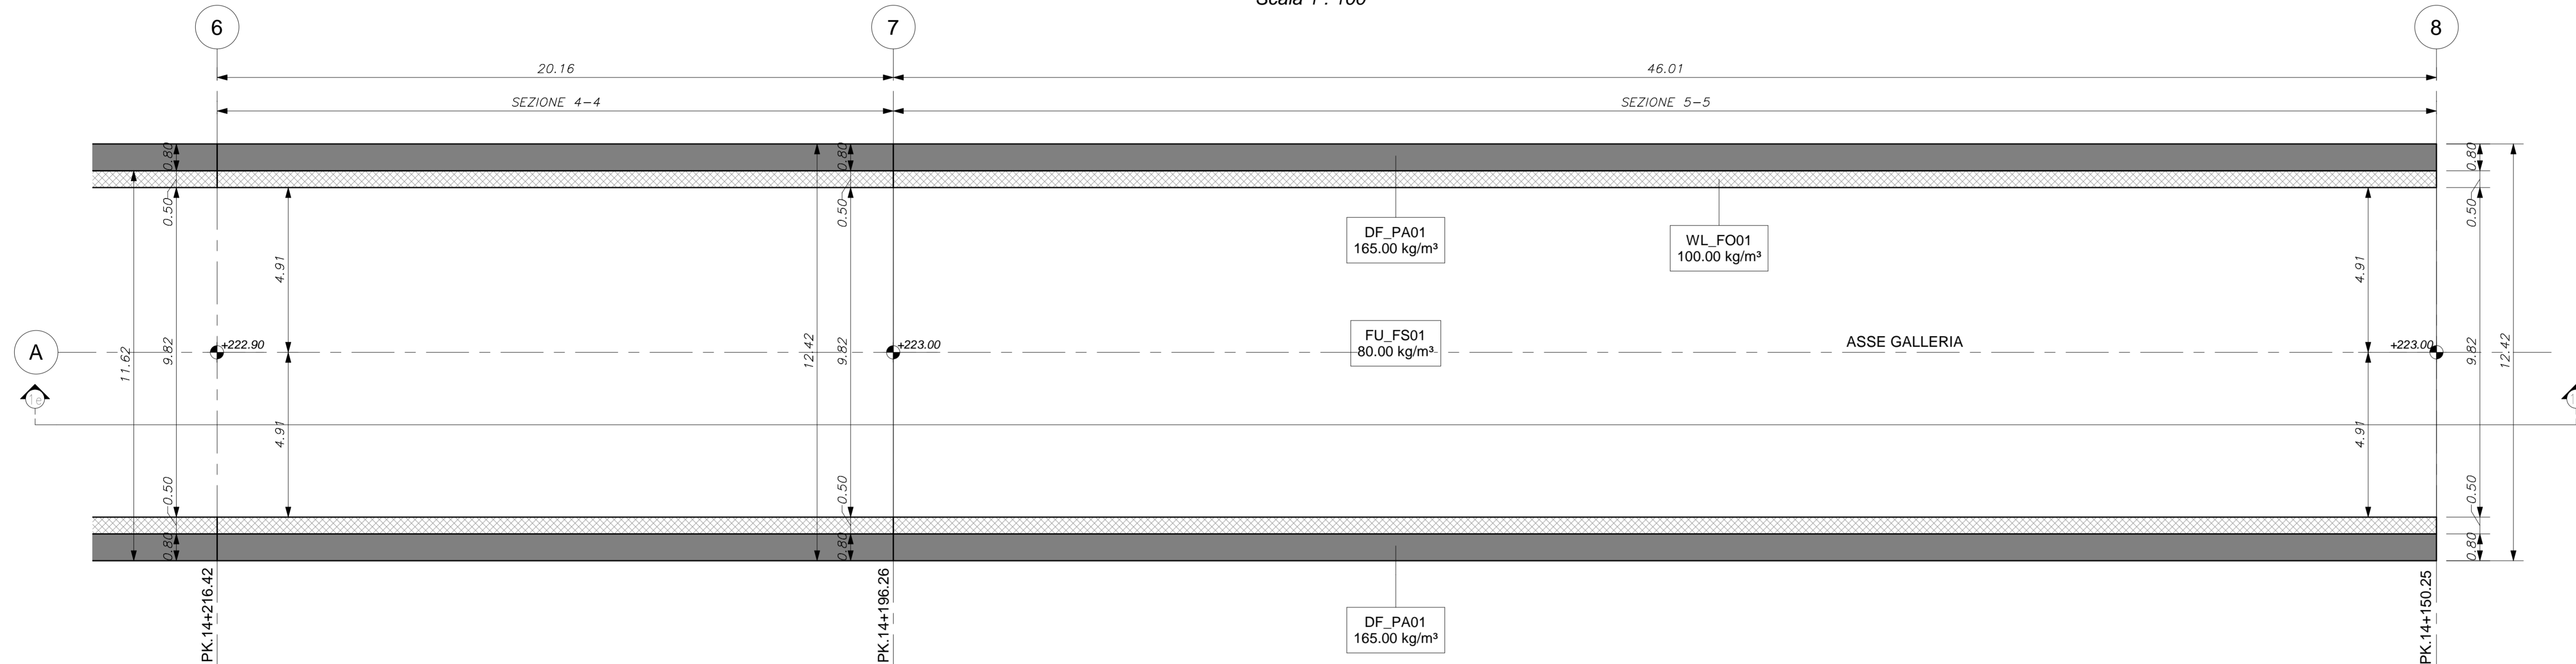 Scala 1 : 100
6
7
8
20.16
46.01
SEZIONE 4-4
SEZIONE 5-5
0.80
0.80
0.80
0.50
0.50
0.50
DF_PA01
165.00 kg/m³
WL_FO01
100.00 kg/m³
4.91
4.91
A
11.62
9.82
+222.90
12.42
9.82
+223.00
FU_FS01
80.00 kg/m³
ASSE GALLERIA
+223.00
9.82
12.42
1e
4.91
4.91
0.50
0.50
0.50
0.80
0.80
0.80
PK.14+216.42
PK.14+196.26
PK.14+150.25
DF_PA01
165.00 kg/m³